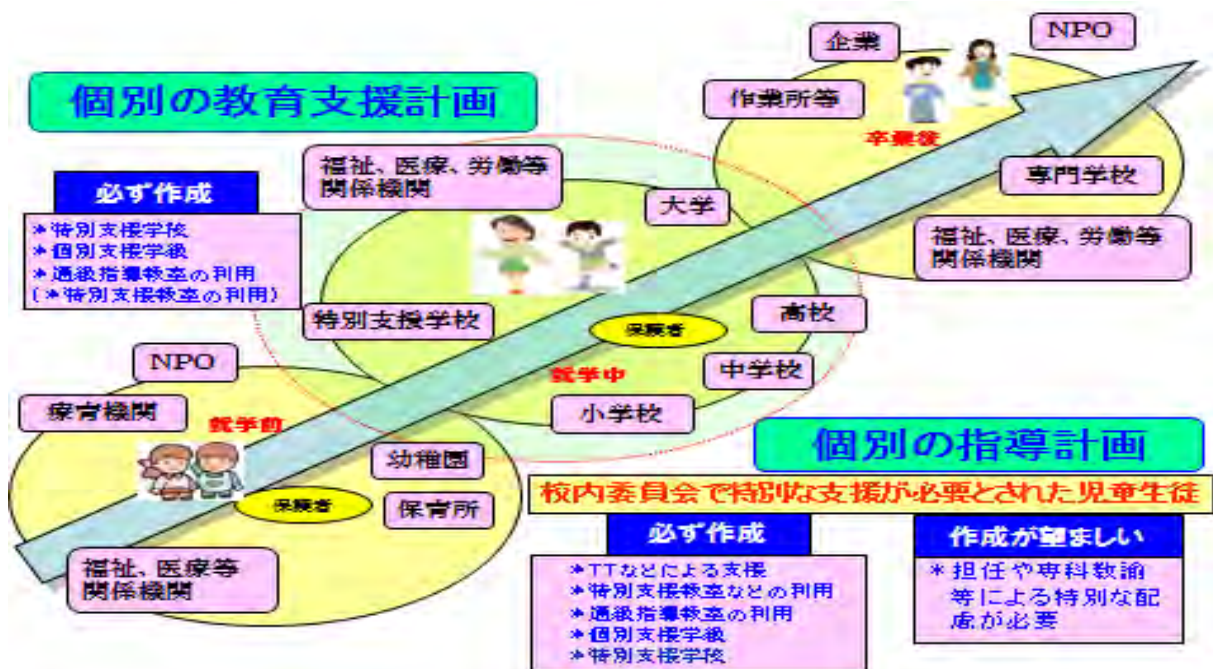 企業
NPO
個別の教育支援計画
作業所等
卒業後
福祉、医療、労働等
関係機関
専門学校
必ず作成
大学
*特別支援学校
*個別支援学級
*通級指導教室の利用
(*特別支援教室の利用)
福祉、医療、労働等
関係機関
特別支援学校
高校
保護者
NPO
就学中
中学校
療育機関
就学前
小学校
幼稚園
個別の指導計画
保護者
保育所
校内委員会で特別な支援が必要とされた児童生徒
必ず作成
作成が望ましい
福祉、医療等
関係機関
*TTなどによる支援
*特別支援教室などの利用
*通級指導教室の利用
*個別支援学級
*特別支援学校
*担任や専科教諭
等による特別な配
慮が必要